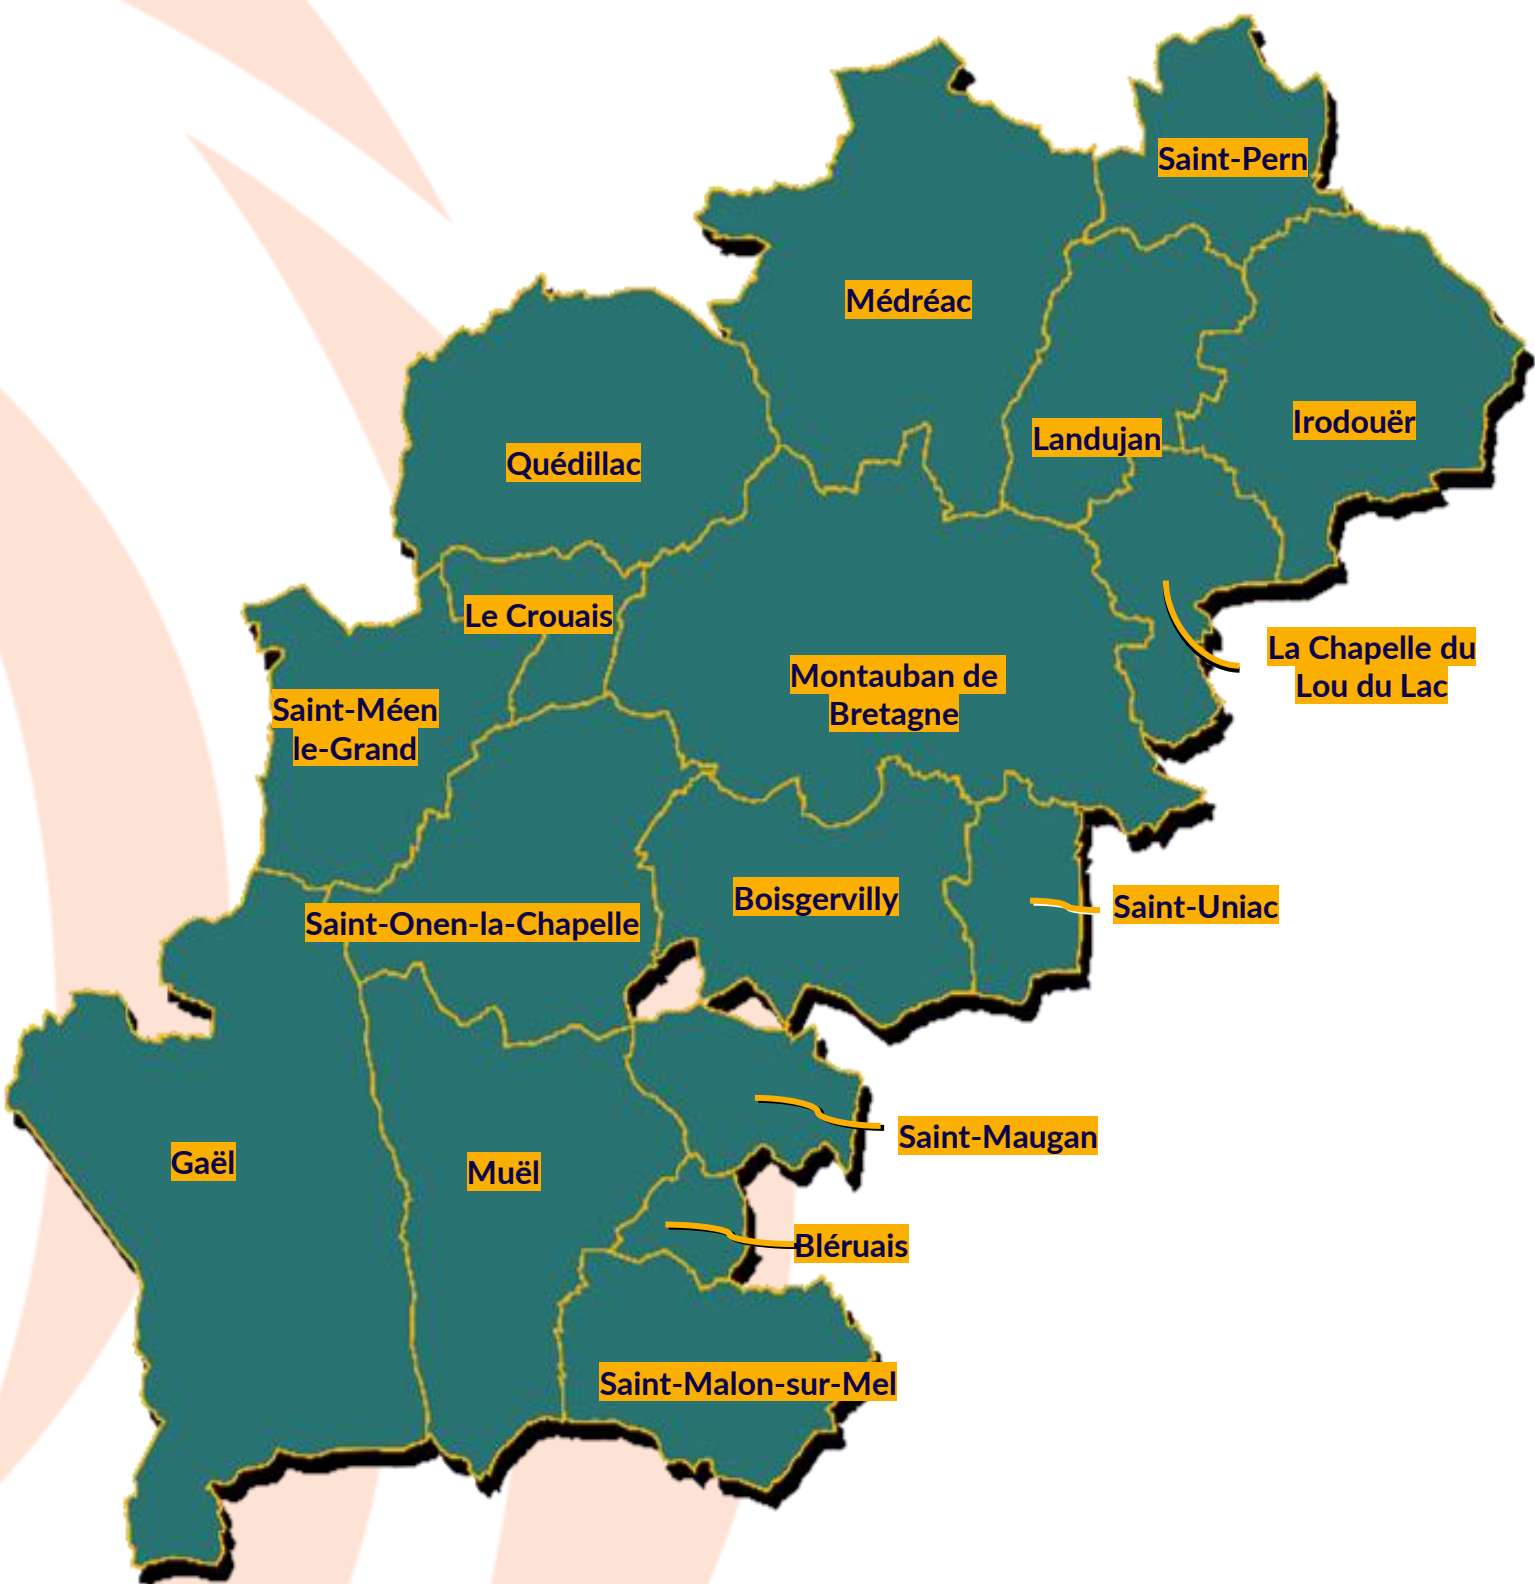 Saint-Pern
Médréac
Irodouër
Landujan
Quédillac
Le Crouais
La Chapelle du
Lou du Lac
Montauban de
Bretagne
Saint-Méen
le-Grand
Boisgervilly
Saint-Uniac
Saint-Onen-la-Chapelle
Saint-Maugan
Gaël
Muël
Bléruais
Saint-Malon-sur-Mel